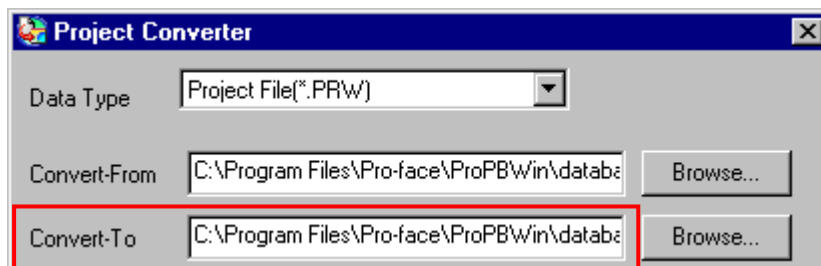 Project Converter
Data Type Project File(*.PRW)
Convert-From C:\Program Files\Pro-face\ProPBWin\databa Browse...
Convert-To C:\Program Files\Pro-face\ProPBWin\databa Browse...